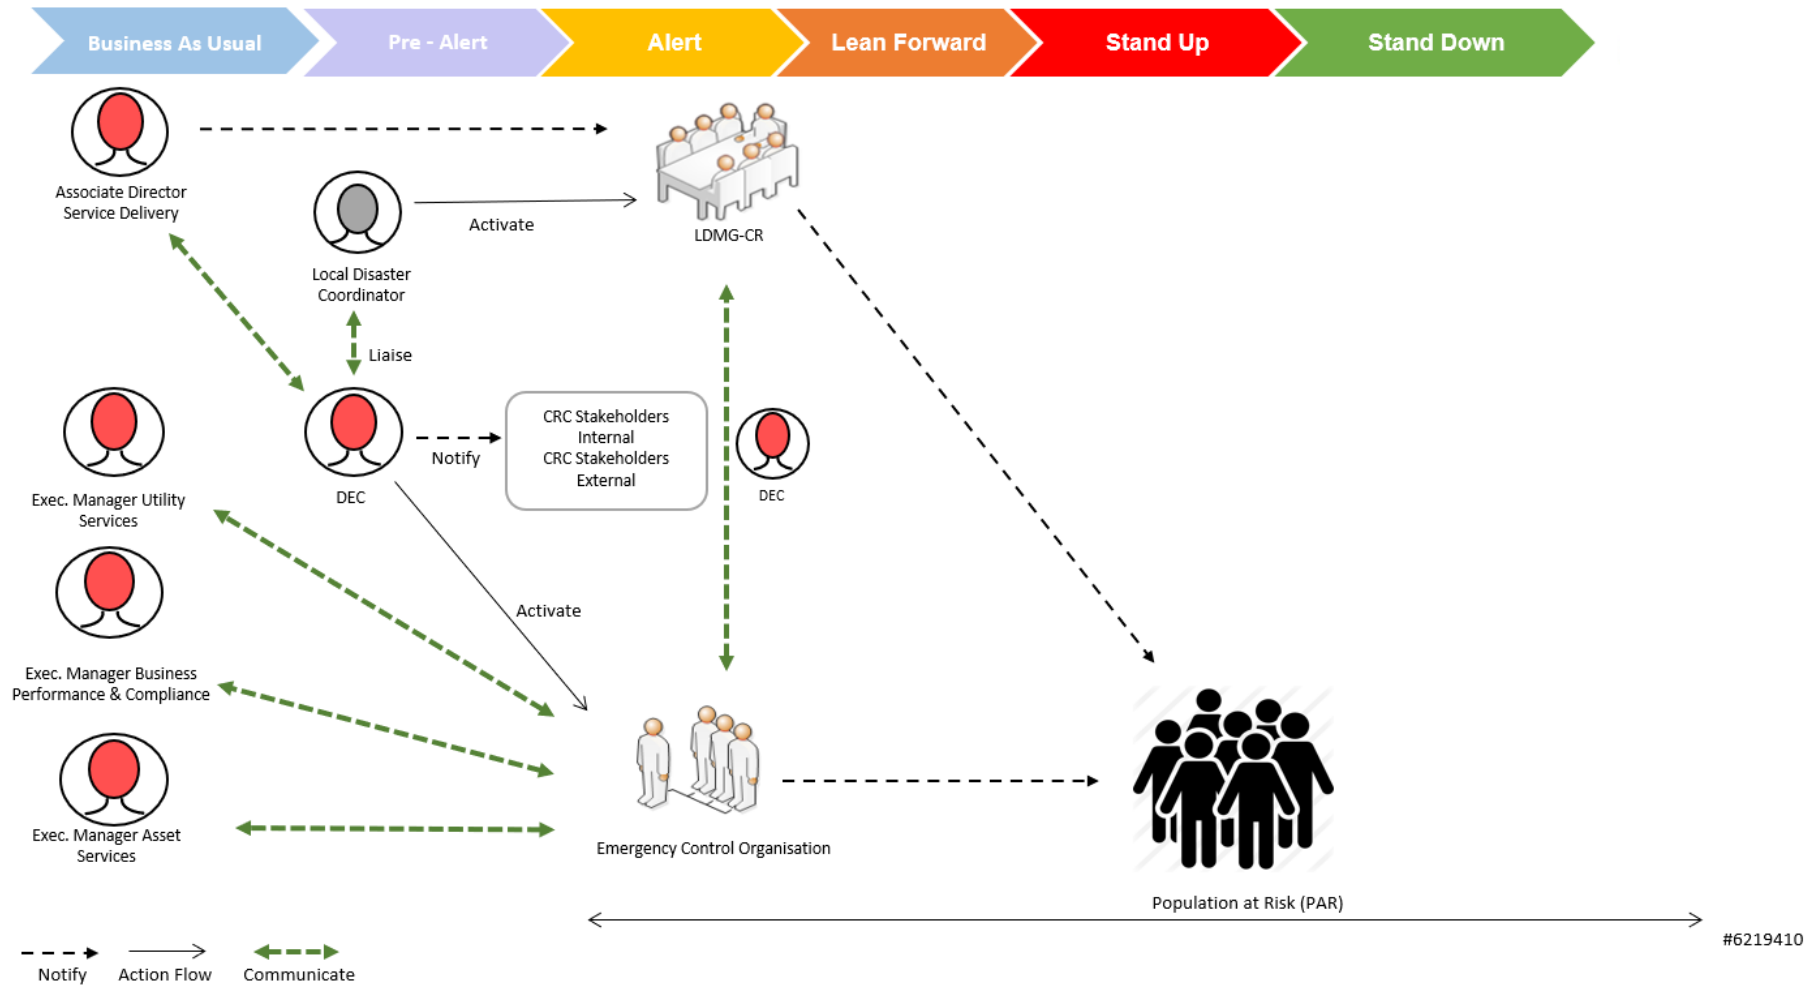 Business As Usual
Pre - Alert
Alert
Lean Forward
Stand Up
Stand Down
Associate Director
Service Delivery
Activate
LDMG-CR
Local Disaster
Coordinator
Liaise
CRC Stakeholders
Internal
CRC Stakeholders
External
Notify
DEC
DEC
Exec. Manager Utility
Services
Activate
Exec. Manager Business
Performance & Compliance
Exec. Manager Asset
Services
Emergency Control Organisation
Population at Risk (PAR)
#6219410
Notify
Action Flow
Communicate